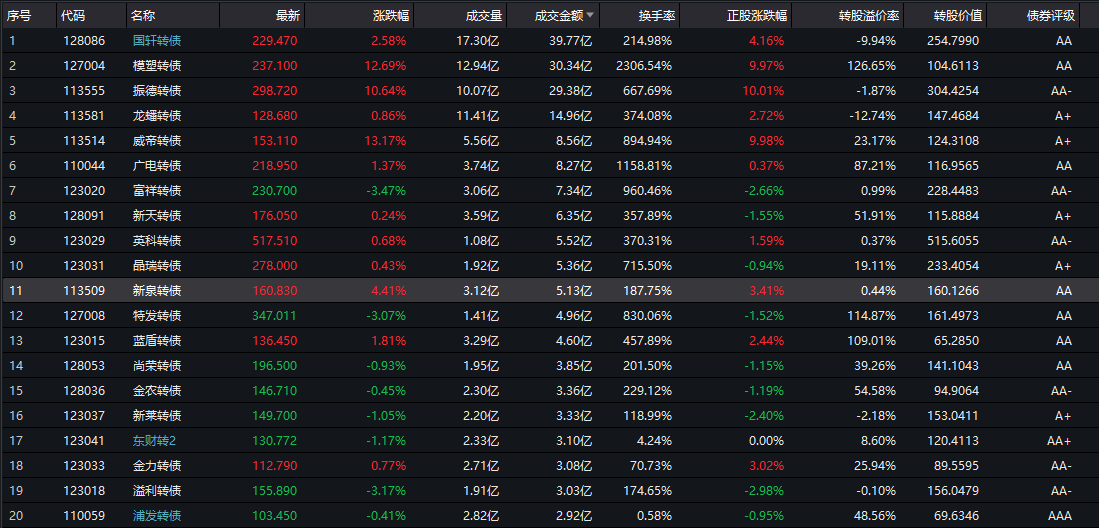 序号 代码 名称 最新 涨跌幅 成交量 成交金额 换手率 正股涨跌幅 转股溢价率 转股价值 债券评级
1 128086 国轩转债 229.470 2.58% 17.30亿 39.77亿 214.98% 4.16% -9.94% 254.7990 AA
2 127004 模塑转债 237.100 12.69% 12.94亿 30.34亿 2306.54% 9.97% 126.65% 104.6113 AA
3 113555 振德转债 298.720 10.64% 10.07亿 29.38亿 667.69% 10.01% -1.87% 304.4254 AA-
4 113581 龙蟠转债 128.680 0.86% 11.41亿 14.96亿 374.08% 2.72% -12.74% 147.4684 A+
5 113514 威帝转债 153.110 13.17% 5.56亿 8.56亿 894.94% 9.98% 23.17% 124.3108 A+
6 110044 广电转债 218.950 1.37% 3.74亿 8.27亿 1158.81% 0.37% 87.21% 116.9565 AA
7 123020 富祥转债 230.700 -3.47% 3.06亿 7.34亿 960.46% -2.66% 0.99% 228.4483 AA-
8 128091 新天转债 176.050 0.24% 3.59亿 6.35亿 357.89% -1.55% 51.91% 115.8884 A+
9 123029 英科转债 517.510 0.68% 1.08亿 5.52亿 370.31% 1.59% 0.37% 515.6055 AA-
10 123031 晶瑞转债 278.000 0.43% 1.92亿 5.36亿 715.50% -0.94% 19.11% 233.4054 A+
11 113509 新泉转债 160.830 4.41% 3.12亿 5.13亿 187.75% 3.41% 0.44% 160.1266 AA
12 127008 特发转债 347.011 -3.07% 1.41亿 4.96亿 830.06% -1.52% 114.87% 161.4973 AA
13 123015 蓝盾转债 136.450 1.81% 3.29亿 4.60亿 457.89% 2.44% 109.01% 65.2850 AA
14 128053 尚荣转债 196.500 -0.93% 1.95亿 3.85亿 201.50% -1.15% 39.26% 141.1043 AA
15 128036 金农转债 146.710 -0.45% 2.30亿 3.36亿 229.12% -1.19% 54.58% 94.9064 AA-
16 123037 新莱转债 149.700 -1.05% 2.20亿 3.33亿 118.99% -2.40% -2.18% 153.0411 A+
17 123041 东财转2 130.772 -1.17% 2.33亿 3.10亿 4.24% 0.00% 8.60% 120.4113 AA+
18 123033 金力转债 112.790 0.77% 2.71亿 3.08亿 70.73% 3.02% 25.94% 89.5595 AA-
19 123018 溢利转债 155.890 -3.17% 1.91亿 3.03亿 174.65% -2.98% -0.10% 156.0479 AA-
20 110059 浦发转债 103.450 -0.41% 2.82亿 2.92亿 0.58% -0.95% 48.56% 69.6346 AAA